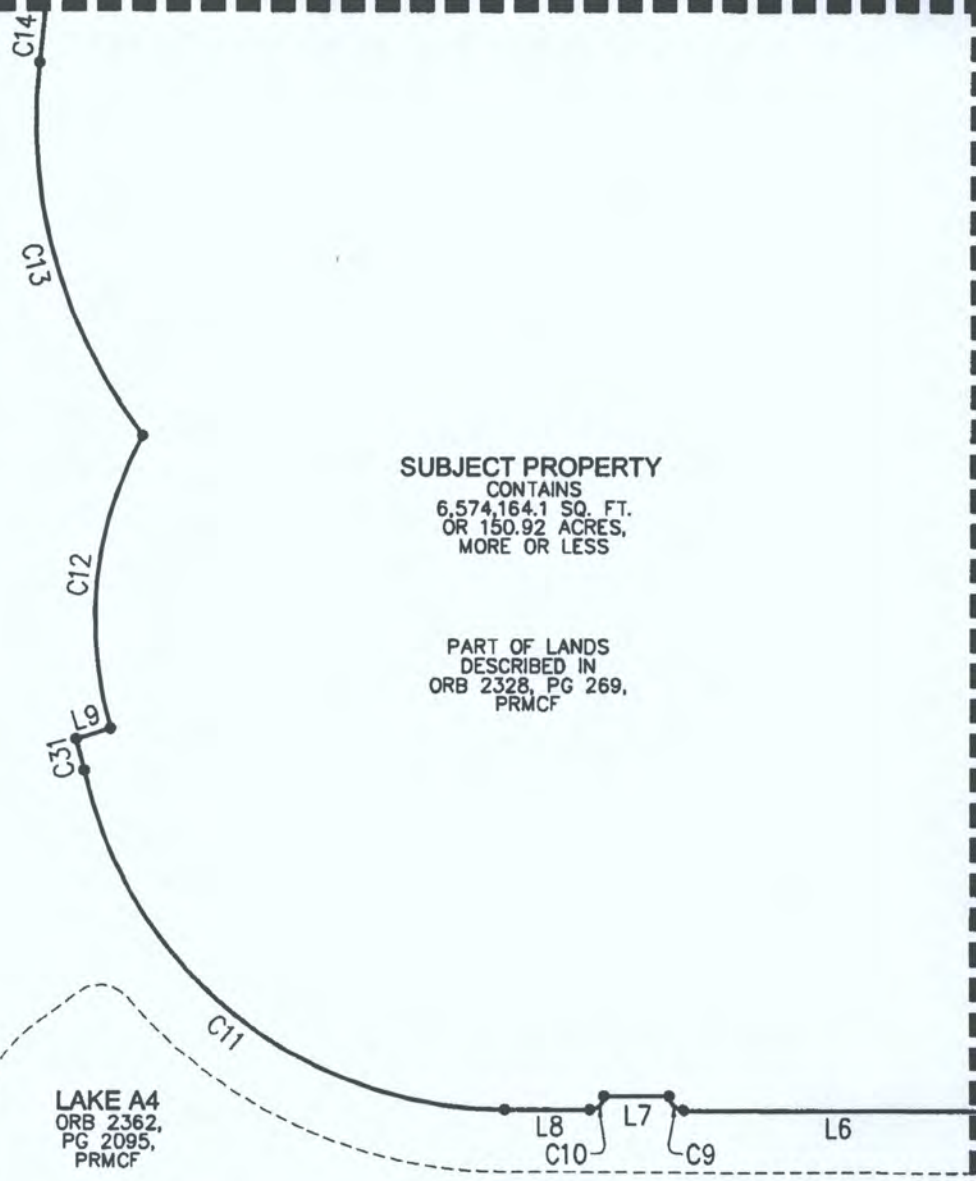 C14
C13
SUBJECT PROPERTY
CONTAINS
6,574,164.1 SQ. FT.
OR 150.92 ACRES,
MORE OR LESS
C12
PART OF LANDS
DESCRIBED IN
ORB 2328, PG 269,
PRMCF
L9
C31
C11
LAKE A4
ORB 2362,
PG 2095,
PRMCF
L8
L7
L6
C10
C9